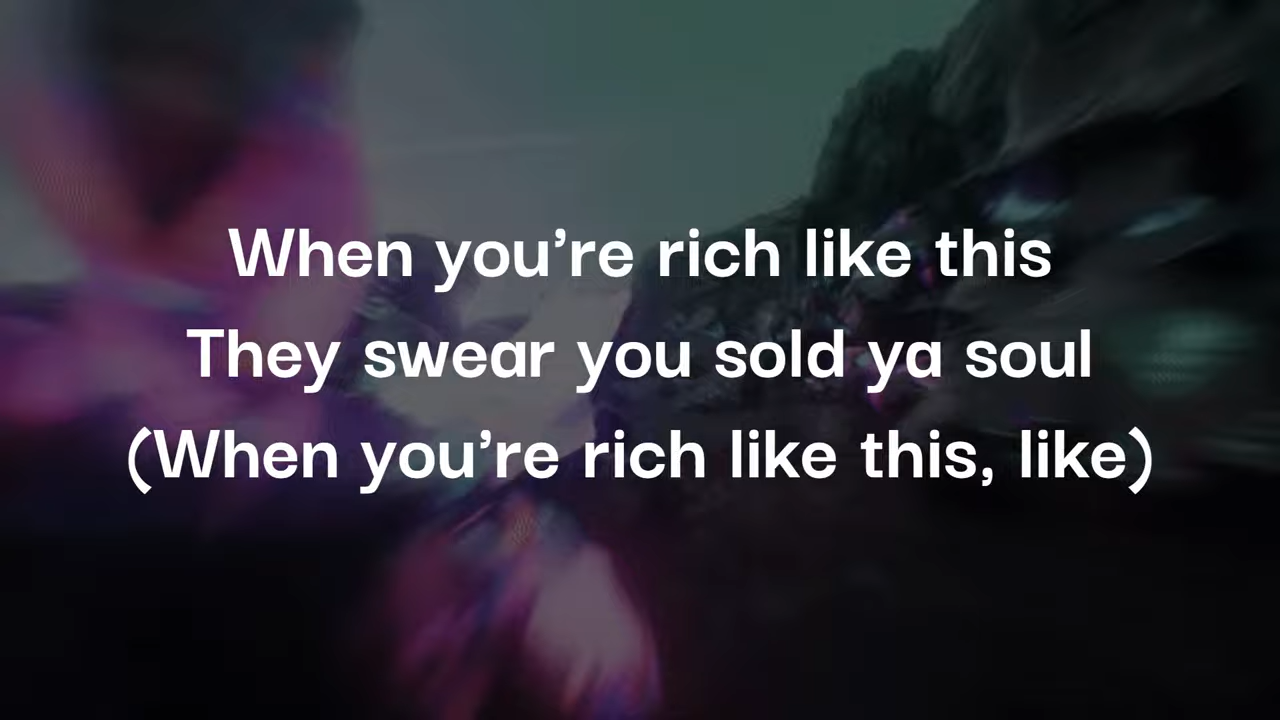 When you’re rich like this
They swear you sold ya soul
(When you’re rich like this, like)